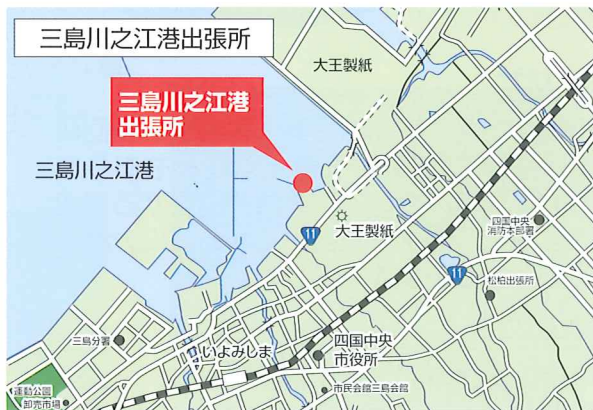 三島川之江港出張所
大王製紙
三島川之江港
出張所
三島川之江港
11
大王製紙
四国中央
消防本部署
11
松柏出張所
三島分署
いよみしま
四国中央
市役所
市民会館三島会館
運動公園
卸売市場